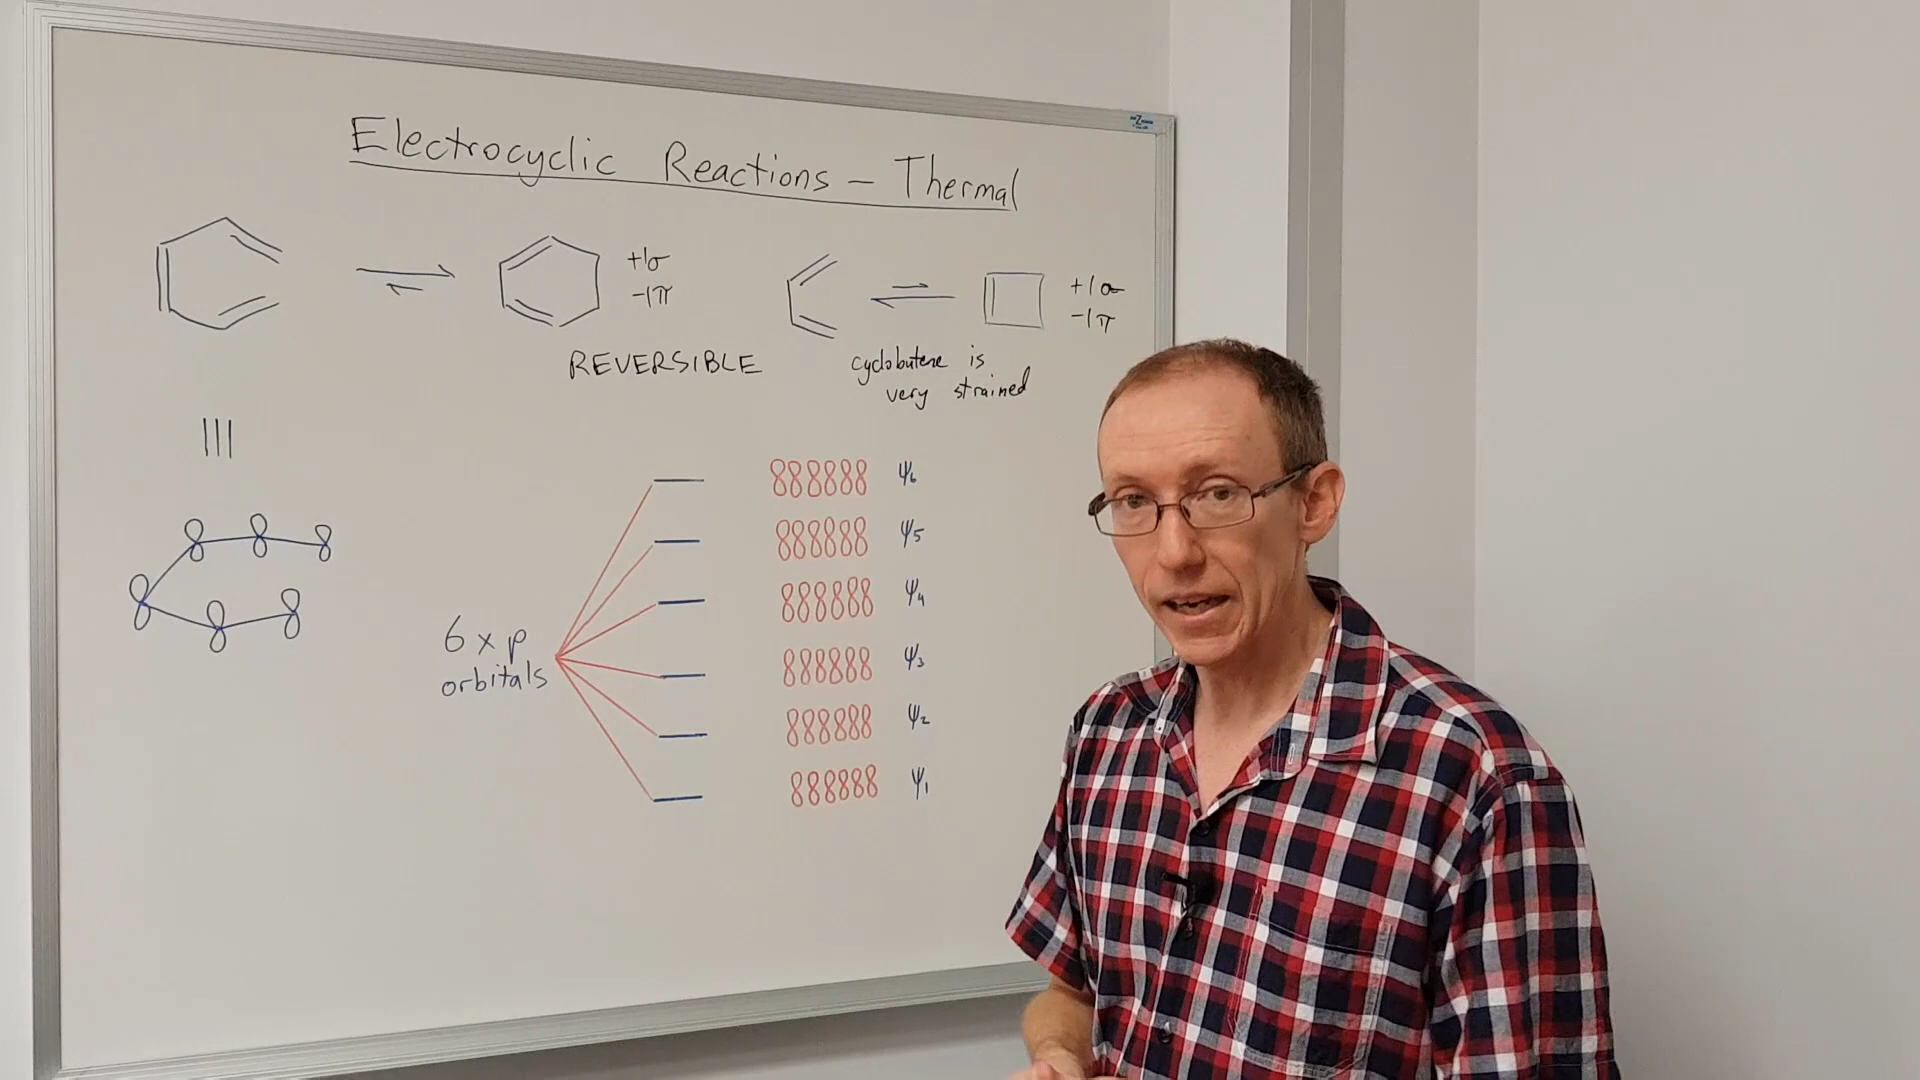 Electrocyclic Reactions – Thermal
+1σ
-1π
+1σ
-1π
REVERSIBLE
cyclobutene is
very strained
ψ6
ψ5
ψ4
ψ3
ψ2
ψ1
6 x p
orbitals